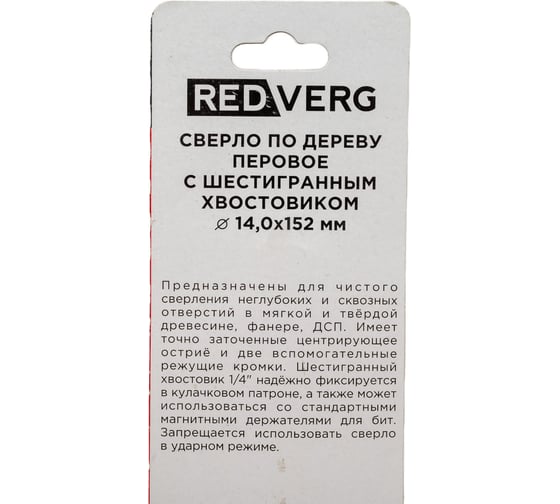 REDVERG
СВЕРЛО ПО ДЕРЕВУ
ПЕРОВОЕ
С ШЕСТИГРАННЫМ
ХВОСТОВИКОМ
⌀ 14,0х152 мм
Предназначены для чистого
сверления неглубоких и сквозных
отверстий в мягкой и твёрдой
древесине, фанере, ДСП. Имеет
точно заточенные центрирующее
остриё и две вспомогательные
режущие кромки. Шестигранный
хвостовик 1/4" надёжно фиксируется
в кулачковом патроне, а также может
использоваться со стандартными
магнитными держателями для бит.
Запрещается использовать сверло
в ударном режиме.